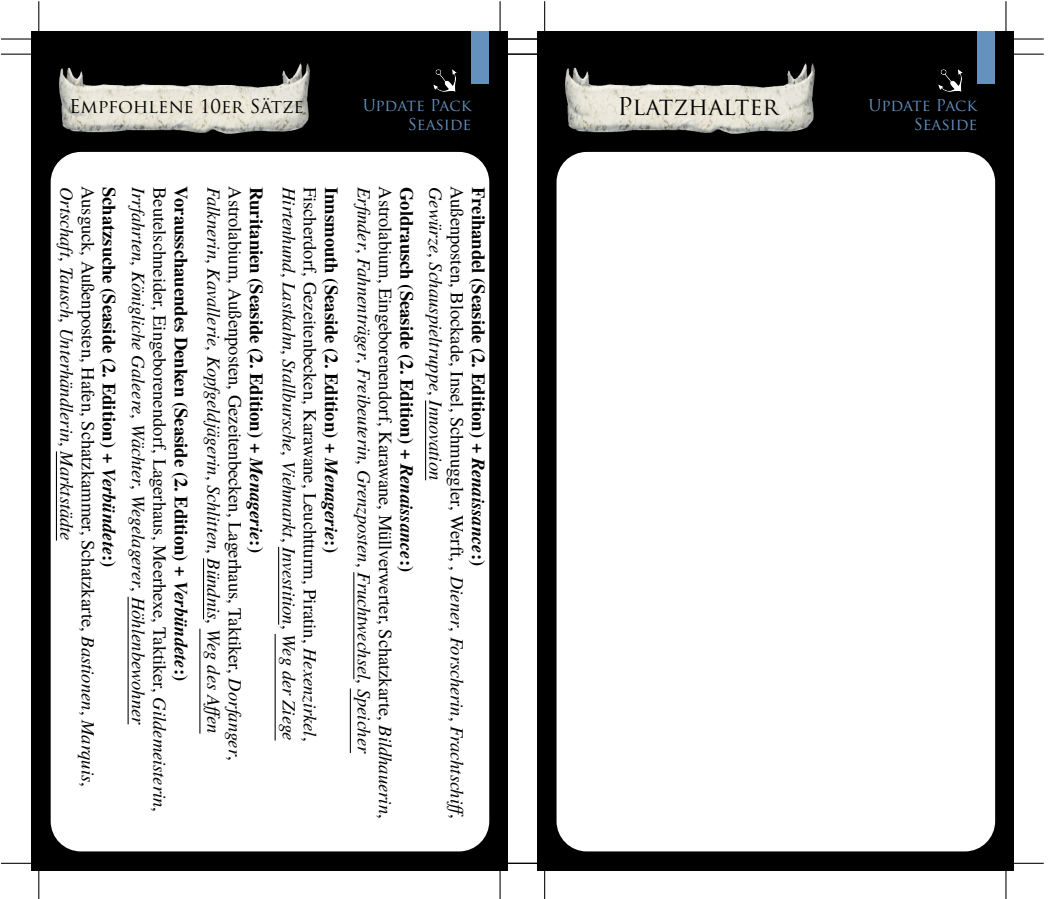 Empfohlene 10er Sätze
Update Pack
Seaside
Freihandel (Seaside (2. Edition) + Renaissance:)
Außenposten, Blockade, Insel, Schmuggler, Werft, , Diener, Forscherin, Frachtschiff,
Gewürze, Schauspieltruppe, Innovation
Goldrausch (Seaside (2. Edition) + Renaissance:)
Astrolabium, Eingeborenendorf, Karawane, Müllverwerter, Schatzkarte, Bildhauerin,
Erfinder, Fahnenträger, Freibeuterin, Grenzposten, Fruchtwechsel, Speicher
Innsmouth (Seaside (2. Edition) + Menagerie:)
Fischerdorf, Gezeitenbecken, Karawane, Leuchtturm, Piratin, Hexenzirkel,
Hirtenhund, Lastkahn, Stallbursche, Viehmarkt, Investition, Weg der Ziege
Ruritanien (Seaside (2. Edition) + Menagerie:)
Astrolabium, Außenposten, Gezeitenbecken, Lagerhaus, Taktiker, Dorfanger,
Falknerin, Kavallerie, Kopfgeldjägerin, Schlitten, Bündnis, Weg des Affen
Vorausschauendes Denken (Seaside (2. Edition) + Verbündete:)
Beutelschneider, Eingeborenendorf, Lagerhaus, Meerhexe, Taktiker, Gildemeisterin,
Irrfahrten, Königliche Galeere, Wächter, Wegelagerer, Höhlenbewohner
Schatzsuche (Seaside (2. Edition) + Verbündete:)
Ausguck, Außenposten, Hafen, Schatzkammer, Schatzkarte, Bastionen, Marquis,
Ortschaft, Tausch, Unterhändlerin, Marktstädte
Platzhalter
Update Pack
Seaside